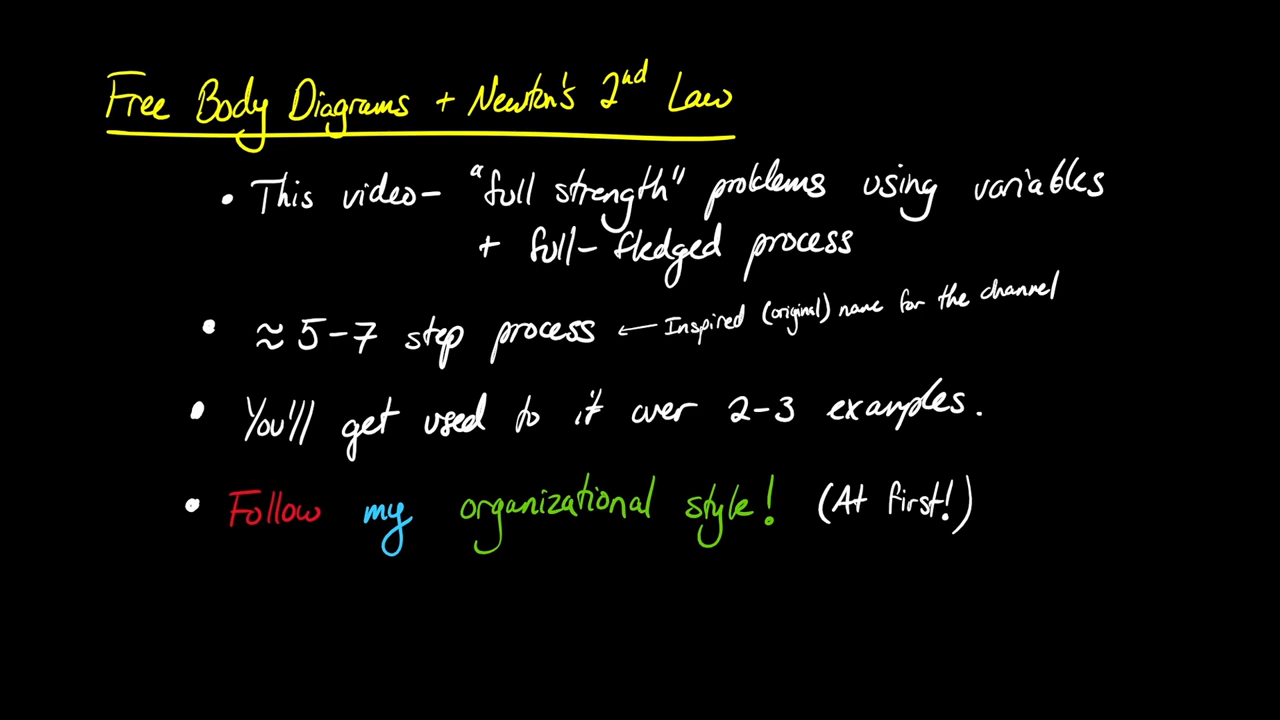 Free Body Diagrams + Newton's 2nd Law
• This video- "full strength" problems using variables
+ full-fledged process
• ≈ 5-7 step process ← Inspired (original) name for the channel
• You'll get used to it over 2-3 examples.
• Follow my organizational style! (At first!)